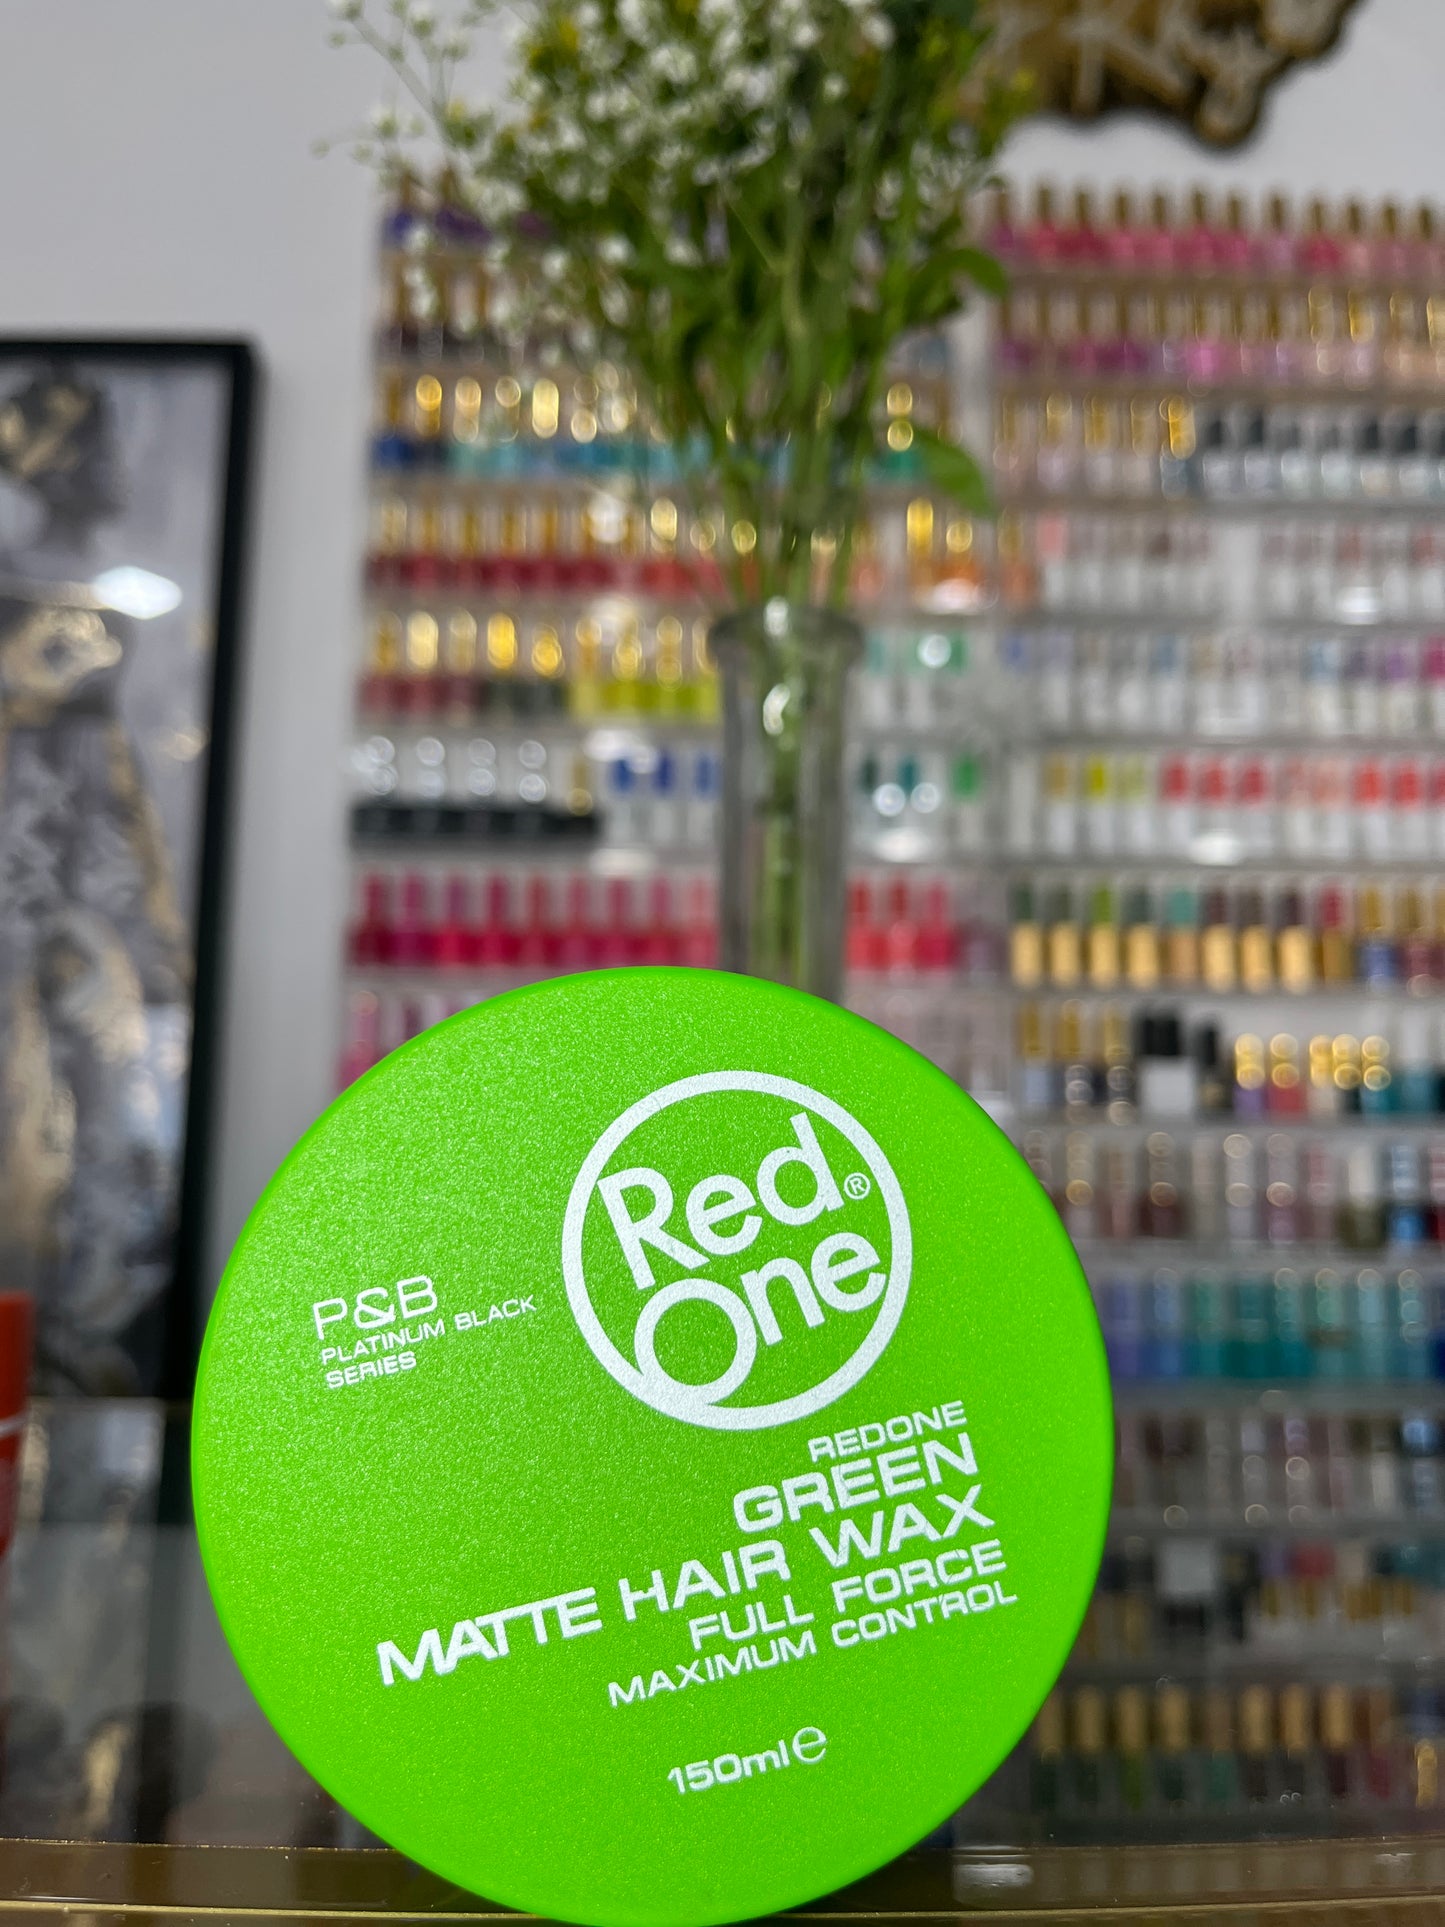 Red
One®
P&B
PLATINUM BLACK
SERIES
REDONE
GREEN
MATTE HAIR WAX
FULL FORCE
MAXIMUM CONTROL
150ml℮